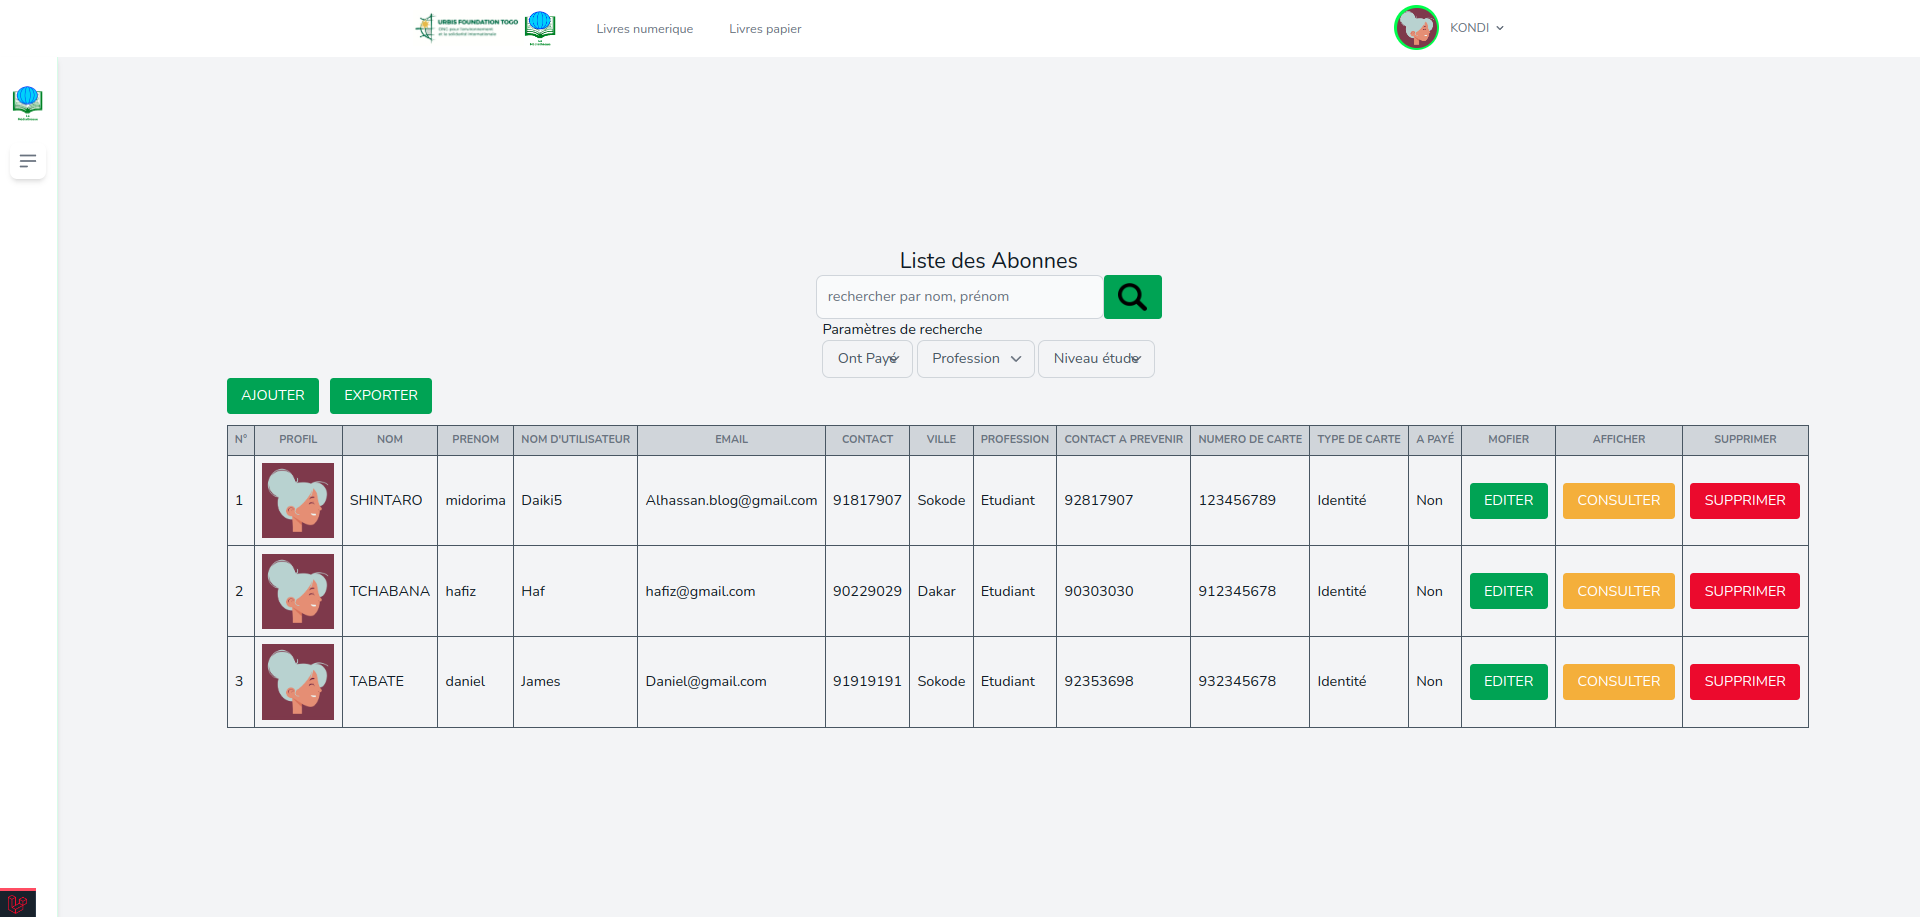 URBIS FOUNDATION TOGO
Livres numerique
Livres papier
KONDI
Liste des Abonnes
rechercher par nom, prénom
Paramètres de recherche
Ont Payé Profession Niveau étude
AJOUTER EXPORTER
N° PROFIL NOM PRENOM NOM D'UTILISATEUR EMAIL CONTACT VILLE PROFESSION CONTACT A PREVENIR NUMERO DE CARTE TYPE DE CARTE A PAYÉ MOFIER AFFICHER SUPPRIMER
1 SHINTARO midorima Daiki5 Alhassan.blog@gmail.com 91817907 Sokode Etudiant 92817907 123456789 Identité Non EDITER CONSULTER SUPPRIMER
2 TCHABANA hafiz Haf hafiz@gmail.com 90229029 Dakar Etudiant 90303030 912345678 Identité Non EDITER CONSULTER SUPPRIMER
3 TABATE daniel James Daniel@gmail.com 91919191 Sokode Etudiant 92353698 932345678 Identité Non EDITER CONSULTER SUPPRIMER